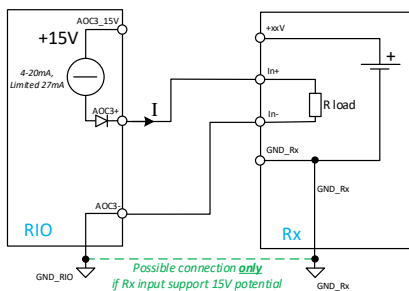 AOC3_15V
+15V
4-20mA,
Limited 27mA
AOC3+
I
AOC3-
RIO
GND_RIO
+xxV
+
In+
R load
In-
GND_Rx
GND_Rx
Rx
GND_Rx
Possible connection only
if Rx input support 15V potential